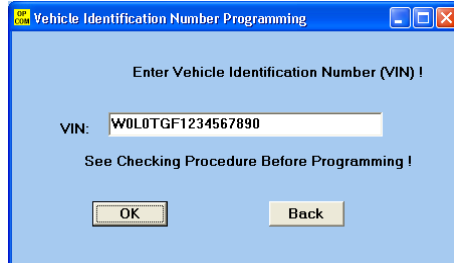 OP COM Vehicle Identification Number Programming
Enter Vehicle Identification Number (VIN) !
VIN: W0L0TGF1234567890
See Checking Procedure Before Programming !
OK Back